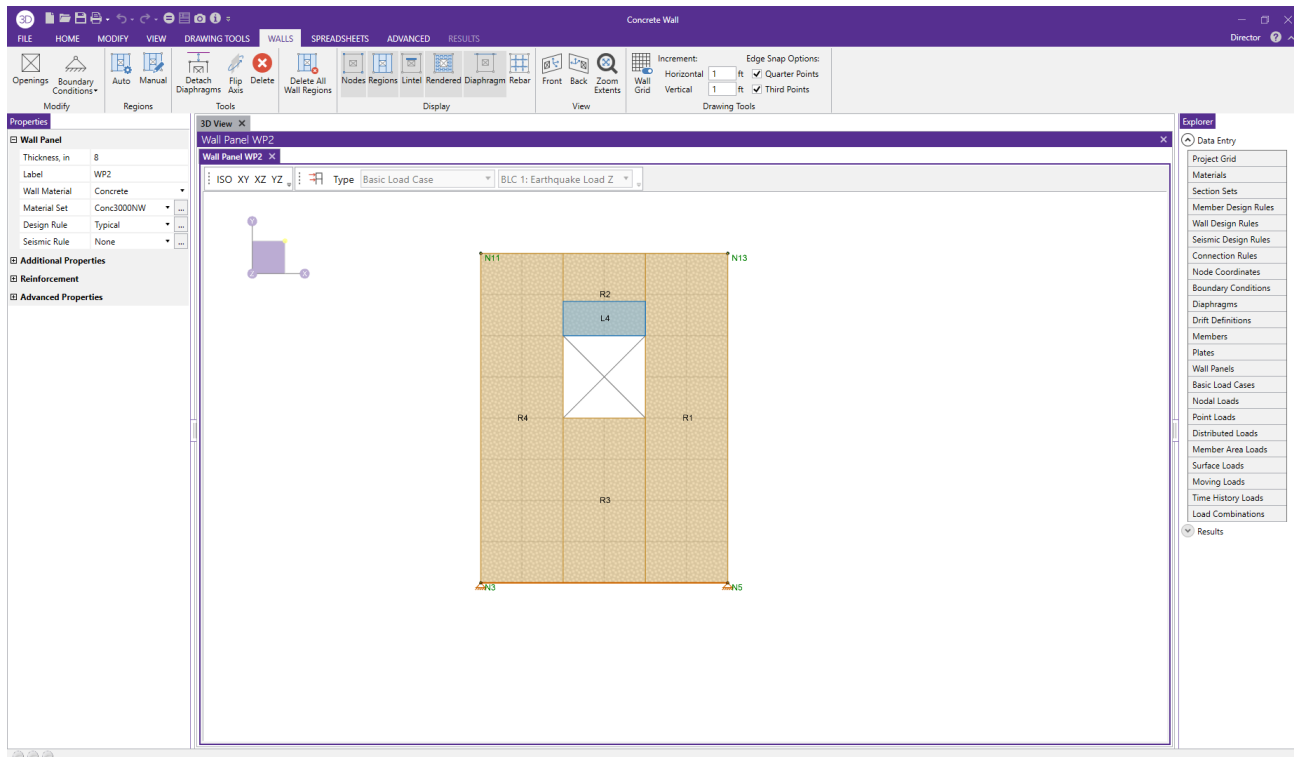 3D Concrete Wall
FILE HOME MODIFY VIEW DRAWING TOOLS WALLS SPREADSHEETS ADVANCED RESULTS Director ?
Openings Boundary Conditions Auto Manual Detach Diaphragms Flip Axis Delete Delete All Wall Regions Nodes Regions Lintel Rendered Diaphragm Rebar Front Back Zoom Extents Wall Grid
Increment: Edge Snap Options:
Horizontal 1 ft Quarter Points
Vertical 1 ft Third Points
Modify Regions Tools Display View Drawing Tools
Properties
Wall Panel
Thickness, in 8
Label WP2
Wall Material Concrete
Material Set Conc3000NW ...
Design Rule Typical ...
Seismic Rule None ...
Additional Properties
Reinforcement
Advanced Properties
3D View X
Wall Panel WP2
Wall Panel WP2 X
ISO XY XZ YZ Type Basic Load Case BLC 1: Earthquake Load Z
Y
Z X
N11 N13
R2
L4
R4 R1
R3
N3 N5
Explorer
Data Entry
Project Grid
Materials
Section Sets
Member Design Rules
Wall Design Rules
Seismic Design Rules
Connection Rules
Node Coordinates
Boundary Conditions
Diaphragms
Drift Definitions
Members
Plates
Wall Panels
Basic Load Cases
Nodal Loads
Point Loads
Distributed Loads
Member Area Loads
Surface Loads
Moving Loads
Time History Loads
Load Combinations
Results